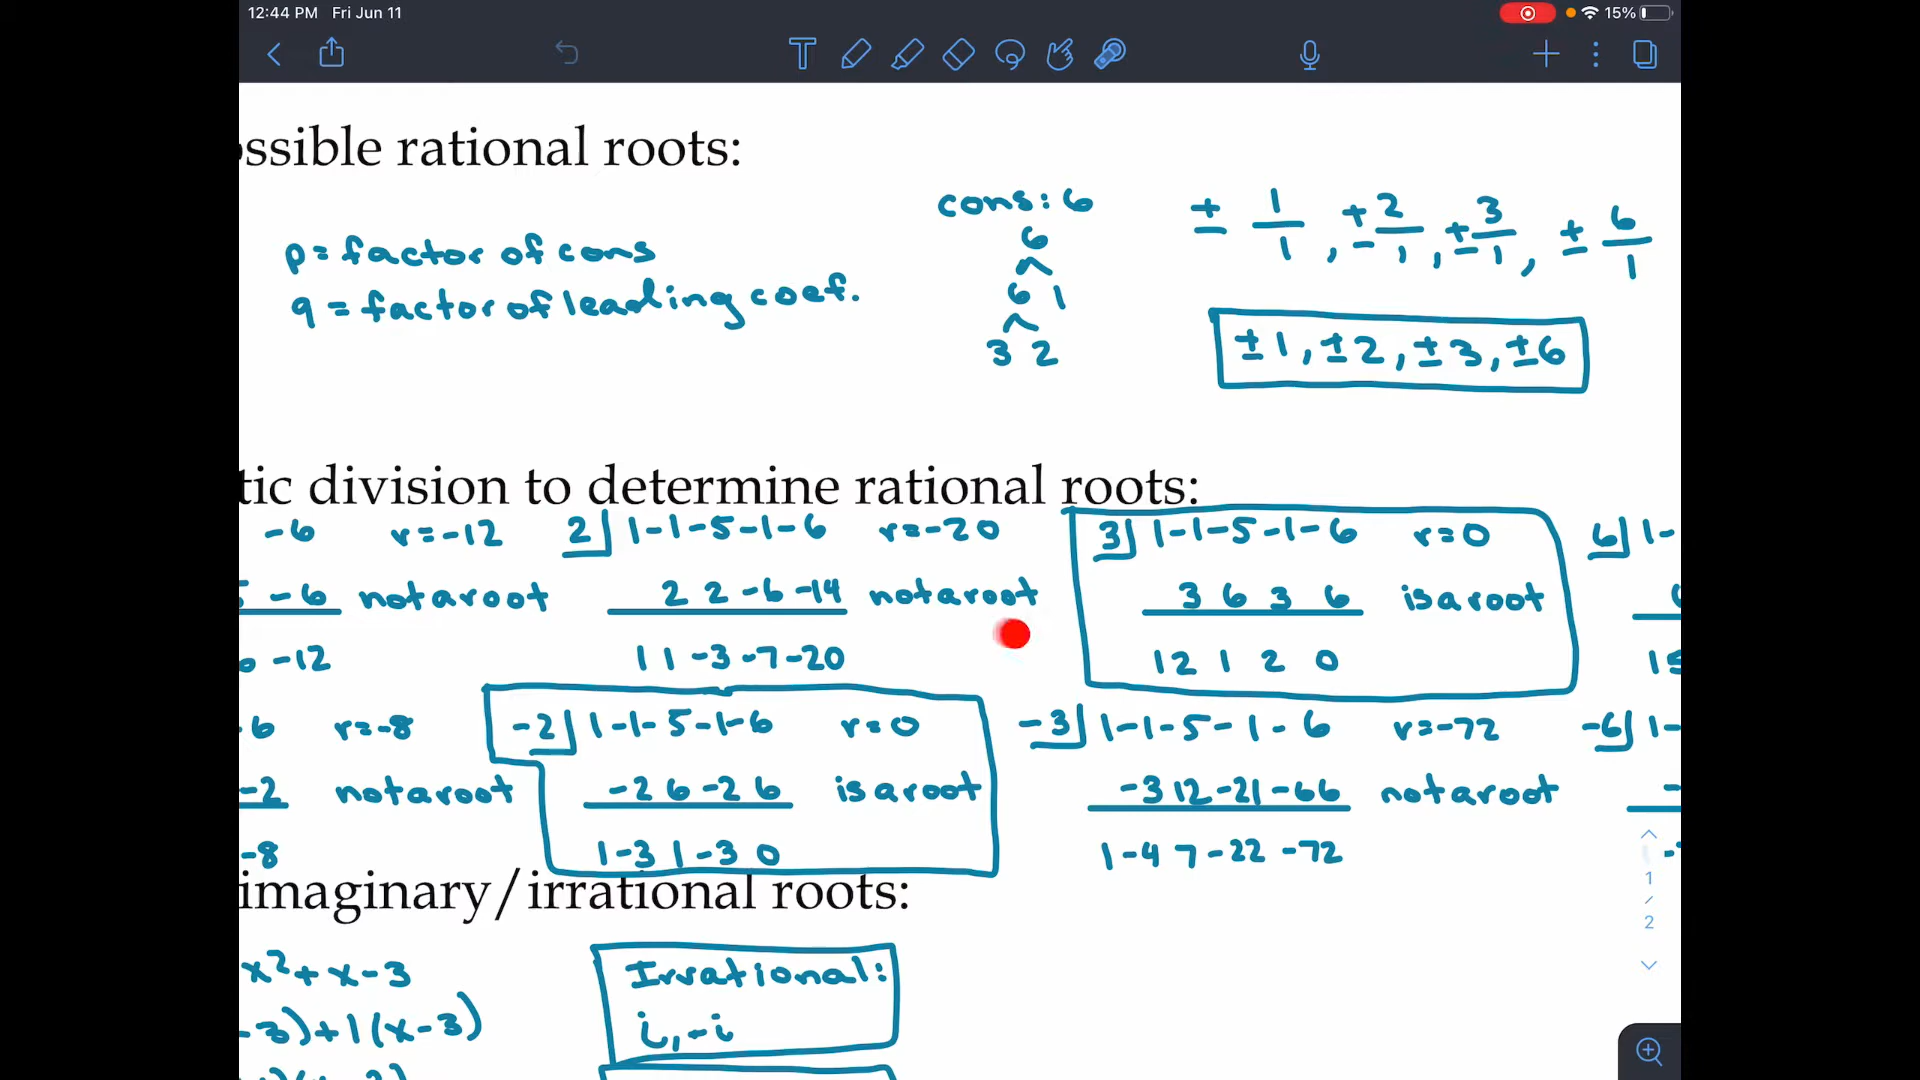 12:44 PM Fri Jun 11
15%
ossible rational roots:
p = factor of cons
q = factor of leading coef.
cons: 6
6
6 1
3 2
± 1/1, ± 2/1, ± 3/1, ± 6/1
±1, ±2, ±3, ±6
tic division to determine rational roots:
-6 r=-12
-6 not a root
-12
2 | 1 -1 -5 -1 -6 r=-20
2 2 -6 -14 not a root
1 1 -3 -7 -20
3 | 1 -1 -5 -1 -6 r=0
3 6 3 6 is a root
1 2 1 2 0
6 | 1 -
15
6 r=-8
-2 not a root
-8
-2 | 1 -1 -5 -1 -6 r=0
-2 6 -2 6 is a root
1 -3 1 -3 0
-3 | 1 -1 -5 -1 -6 r=-72
-3 12 -21 -66 not a root
1 -4 7 -22 -72
-6 | 1 -
imaginary/irrational roots:
x² + x - 3
-3) + 1(x - 3)
Irrational:
i, -i
1
/
2